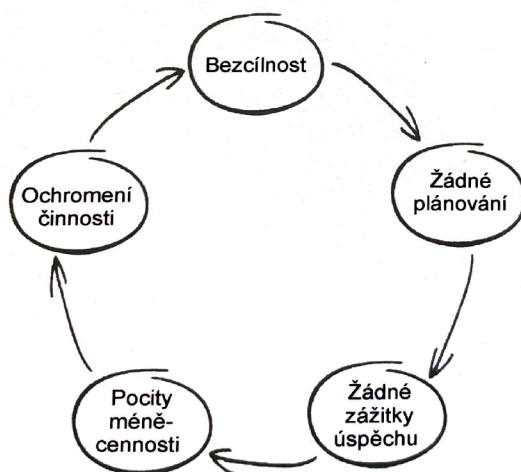 Bezcílnost
Žádné
plánování
Žádné
zážitky
úspěchu
Pocity
méně-
cennosti
Ochromení
činnosti